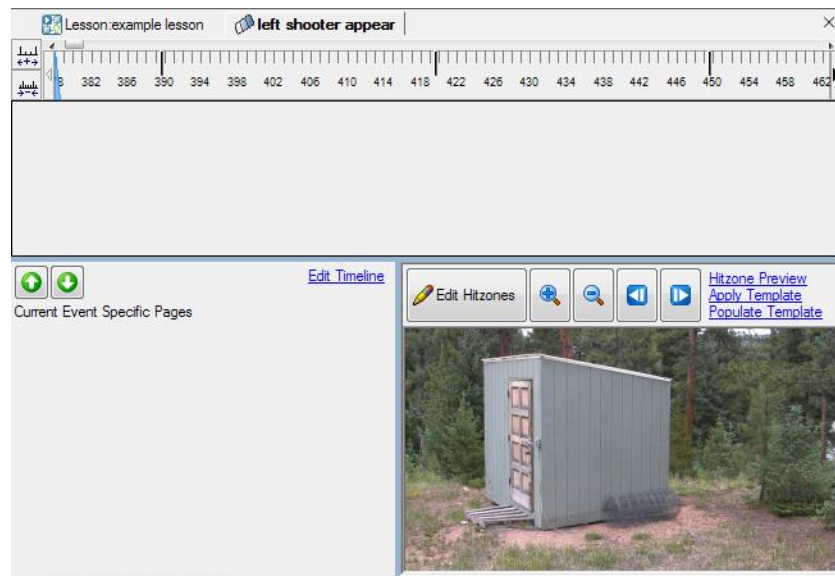 Lesson:example lesson left shooter appear
8 382 386 390 394 398 402 406 410 414 418 422 426 430 434 438 442 446 450 454 458 462
Edit Timeline
Current Event Specific Pages
Edit Hitzones
Hitzone Preview
Apply Template
Populate Template